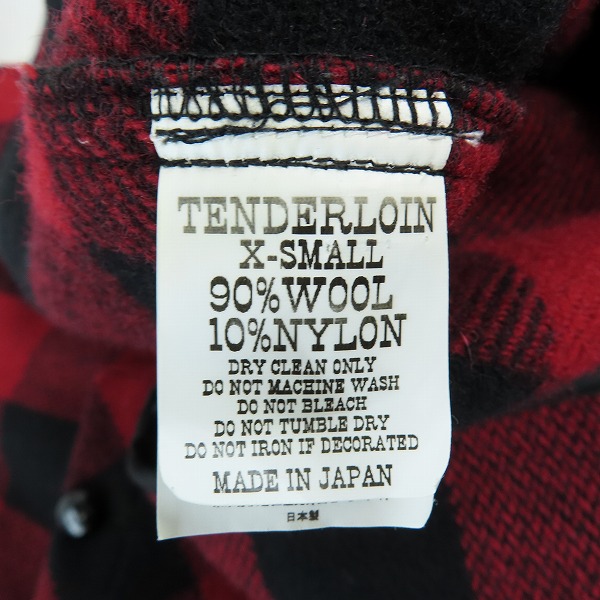 TENDERLOIN
X-SMALL
90%WOOL
10%NYLON
DRY CLEAN ONLY
DO NOT MACHINE WASH
DO NOT BLEACH
DO NOT TUMBLE DRY
DO NOT IRON IF DECORATED
MADE IN JAPAN
日本製